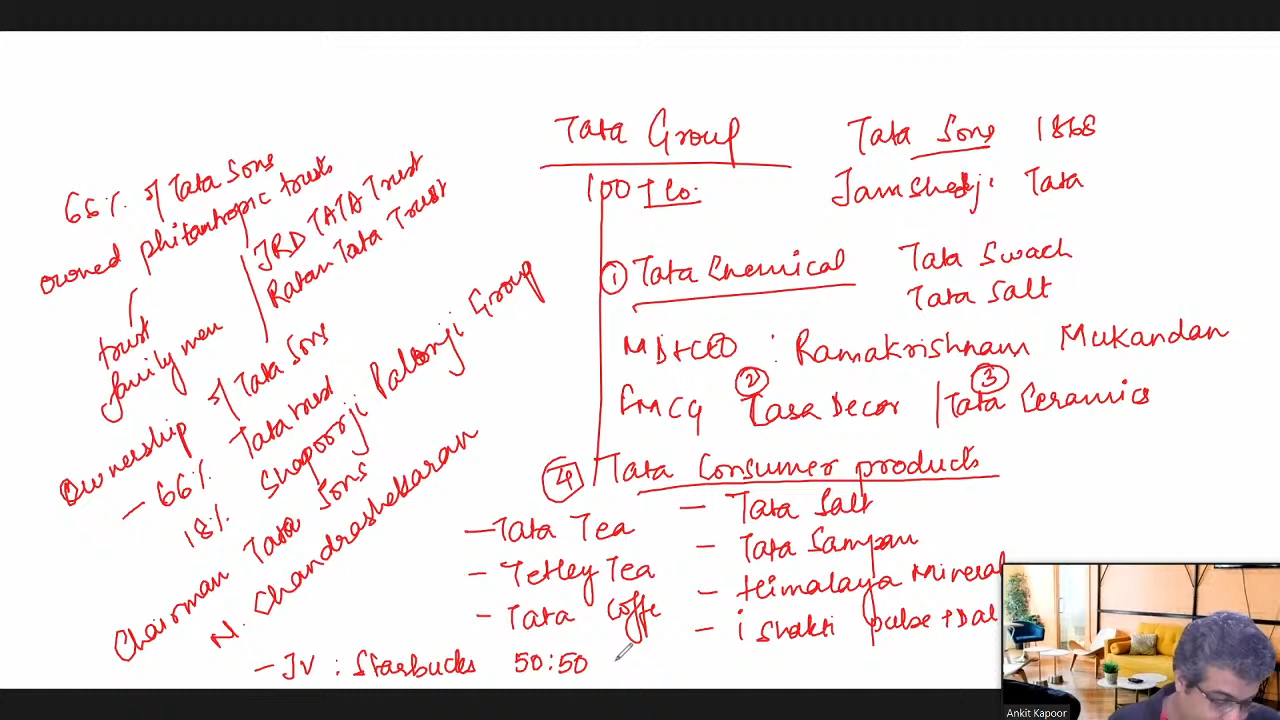 Tata Group
100 + Co.
Tata Sons 1868
Jamshedji Tata
66% of Tata Sons
owned philantropic trusts
trust
family men
JRD TATA Trust
Ratan Tata Trust
Ownership of Tata Sons
- 66% Tata trust
18% Shapoorji Pallonji Group
Chairman Tata Sons
N. Chandrashekaran
① Tata Chemical
Tata Swach
Tata Salt
MD+CEO : Ramakrishnam Mukandan
FMCG ② Casa Decor | ③ Tata Ceramics
④ Tata Consumer products
- Tata Tea
- Tetley Tea
- Tata Coffe
- JV : Starbucks 50:50
- Tata Salt
- Tata Sampan
- Himalaya Mineral
- i Shakti pulse + Dal
Ankit Kapoor